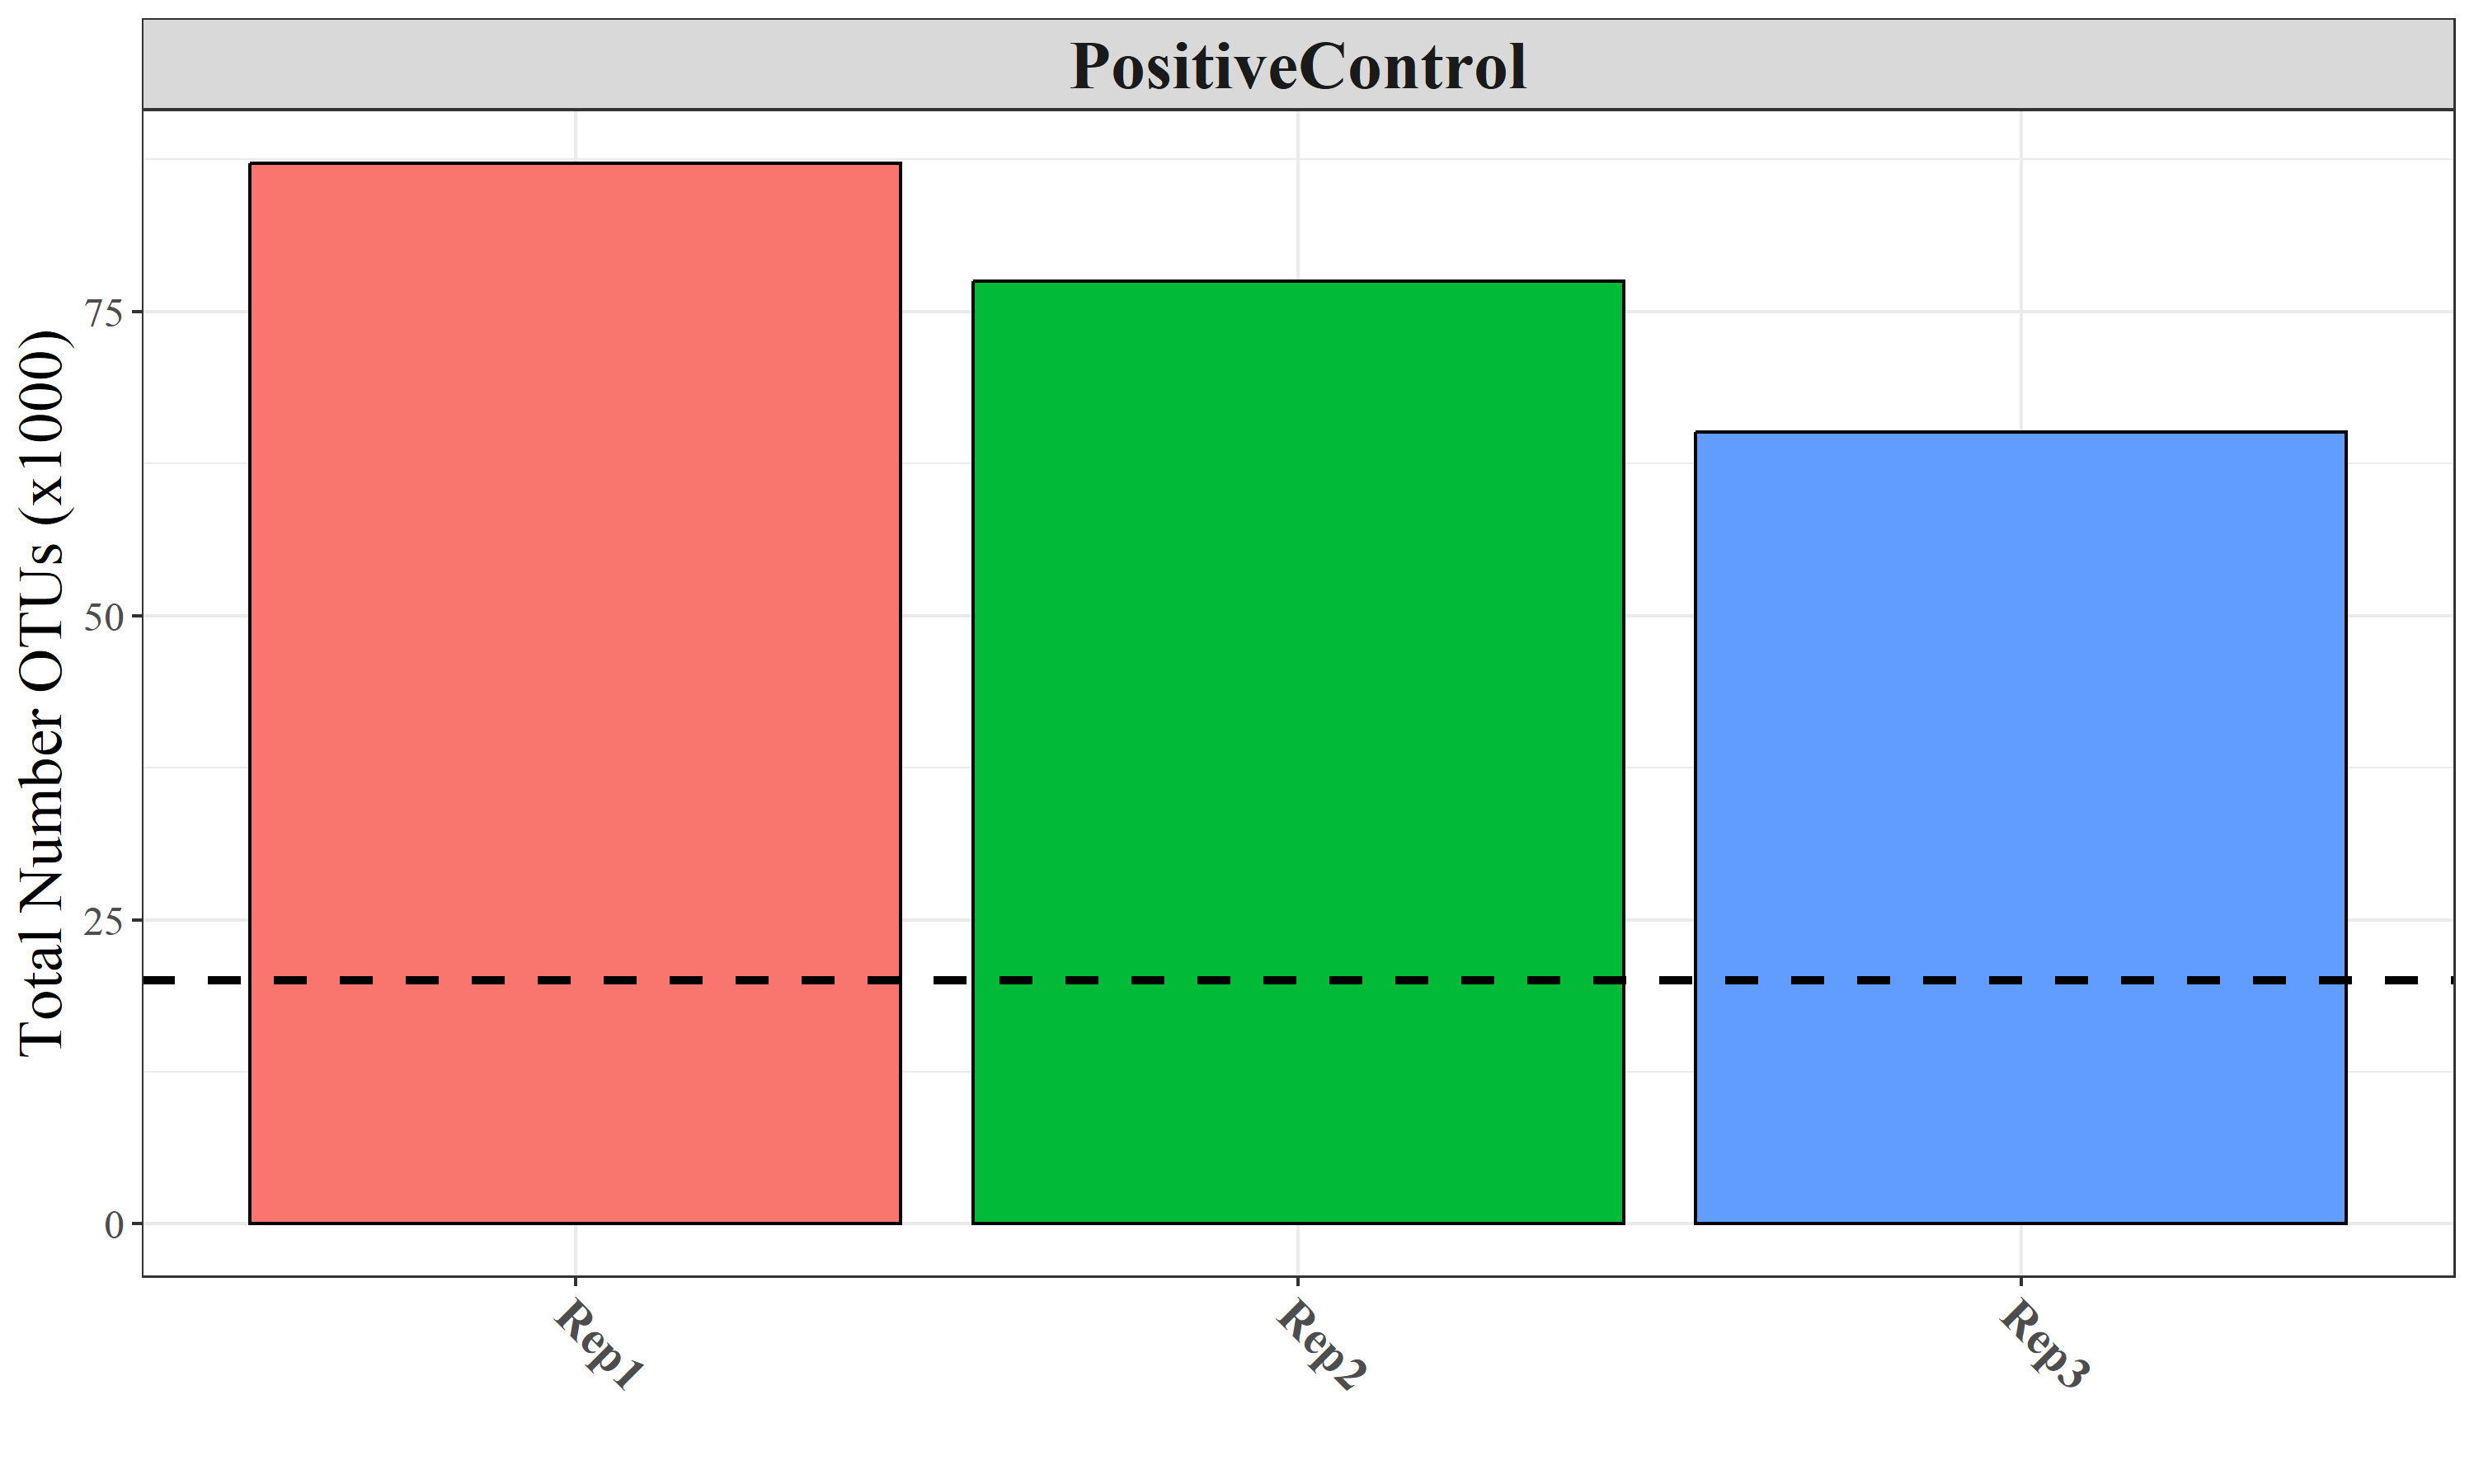 PositiveControl
Total Number OTUs (x1000)
75
50
25
0
Rep1
Rep2
Rep3